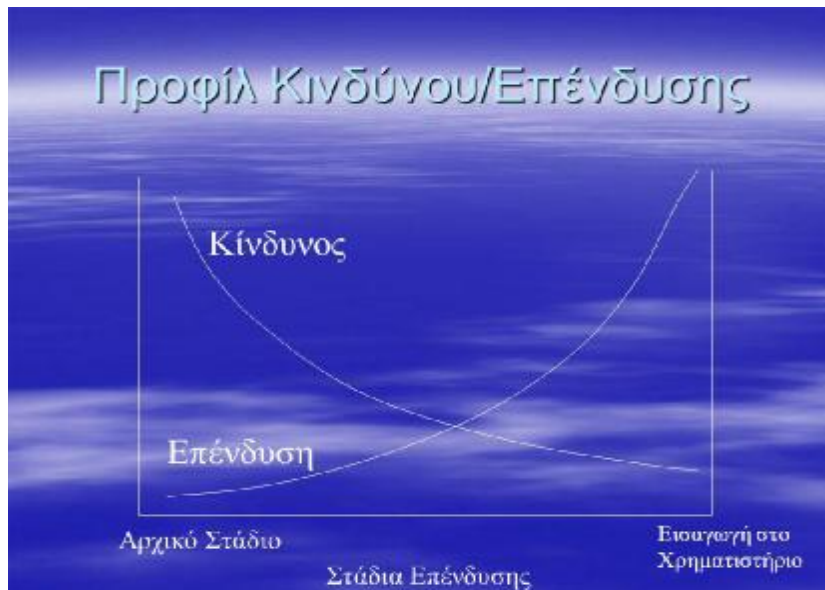 Προφίλ Κινδύνου/Επένδυσης
Κίνδυνος
Επένδυση
Αρχικό Στάδιο
Εισαγωγή στο
Χρηματιστήριο
Στάδια Επένδυσης